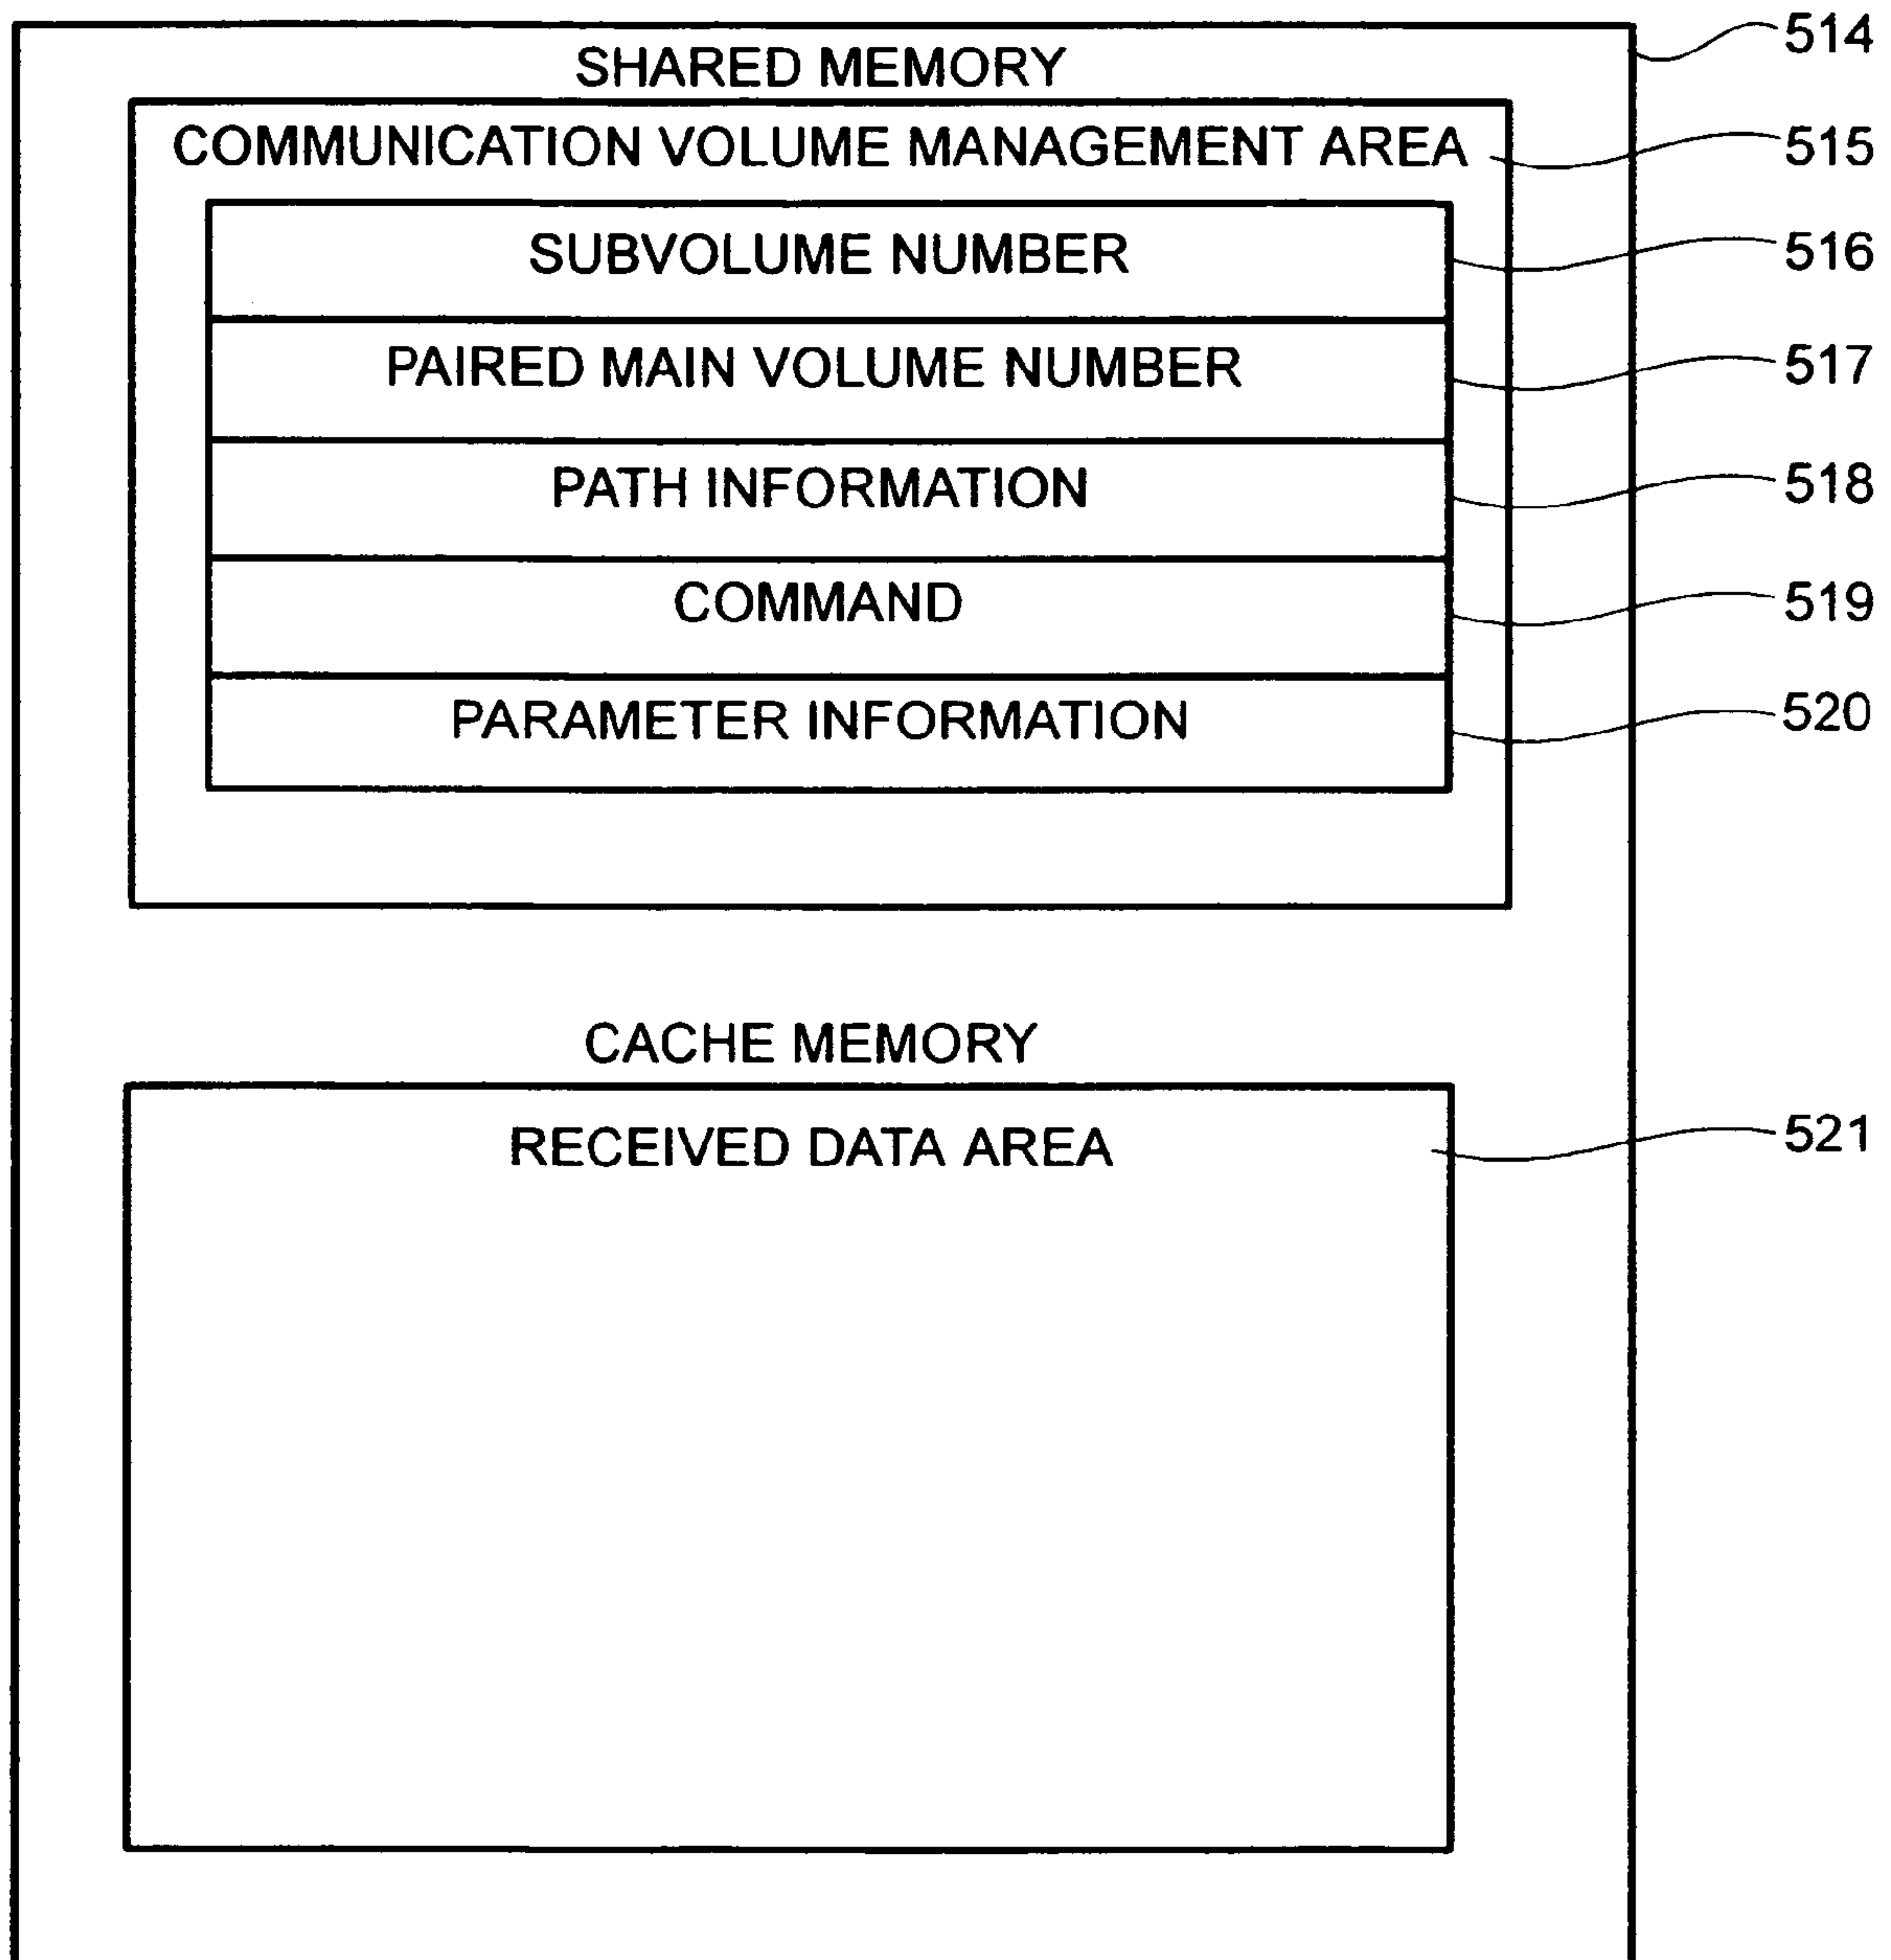 SHARED MEMORY 514
COMMUNICATION VOLUME MANAGEMENT AREA 515
SUBVOLUME NUMBER 516
PAIRED MAIN VOLUME NUMBER 517
PATH INFORMATION 518
COMMAND 519
PARAMETER INFORMATION 520
CACHE MEMORY
RECEIVED DATA AREA 521